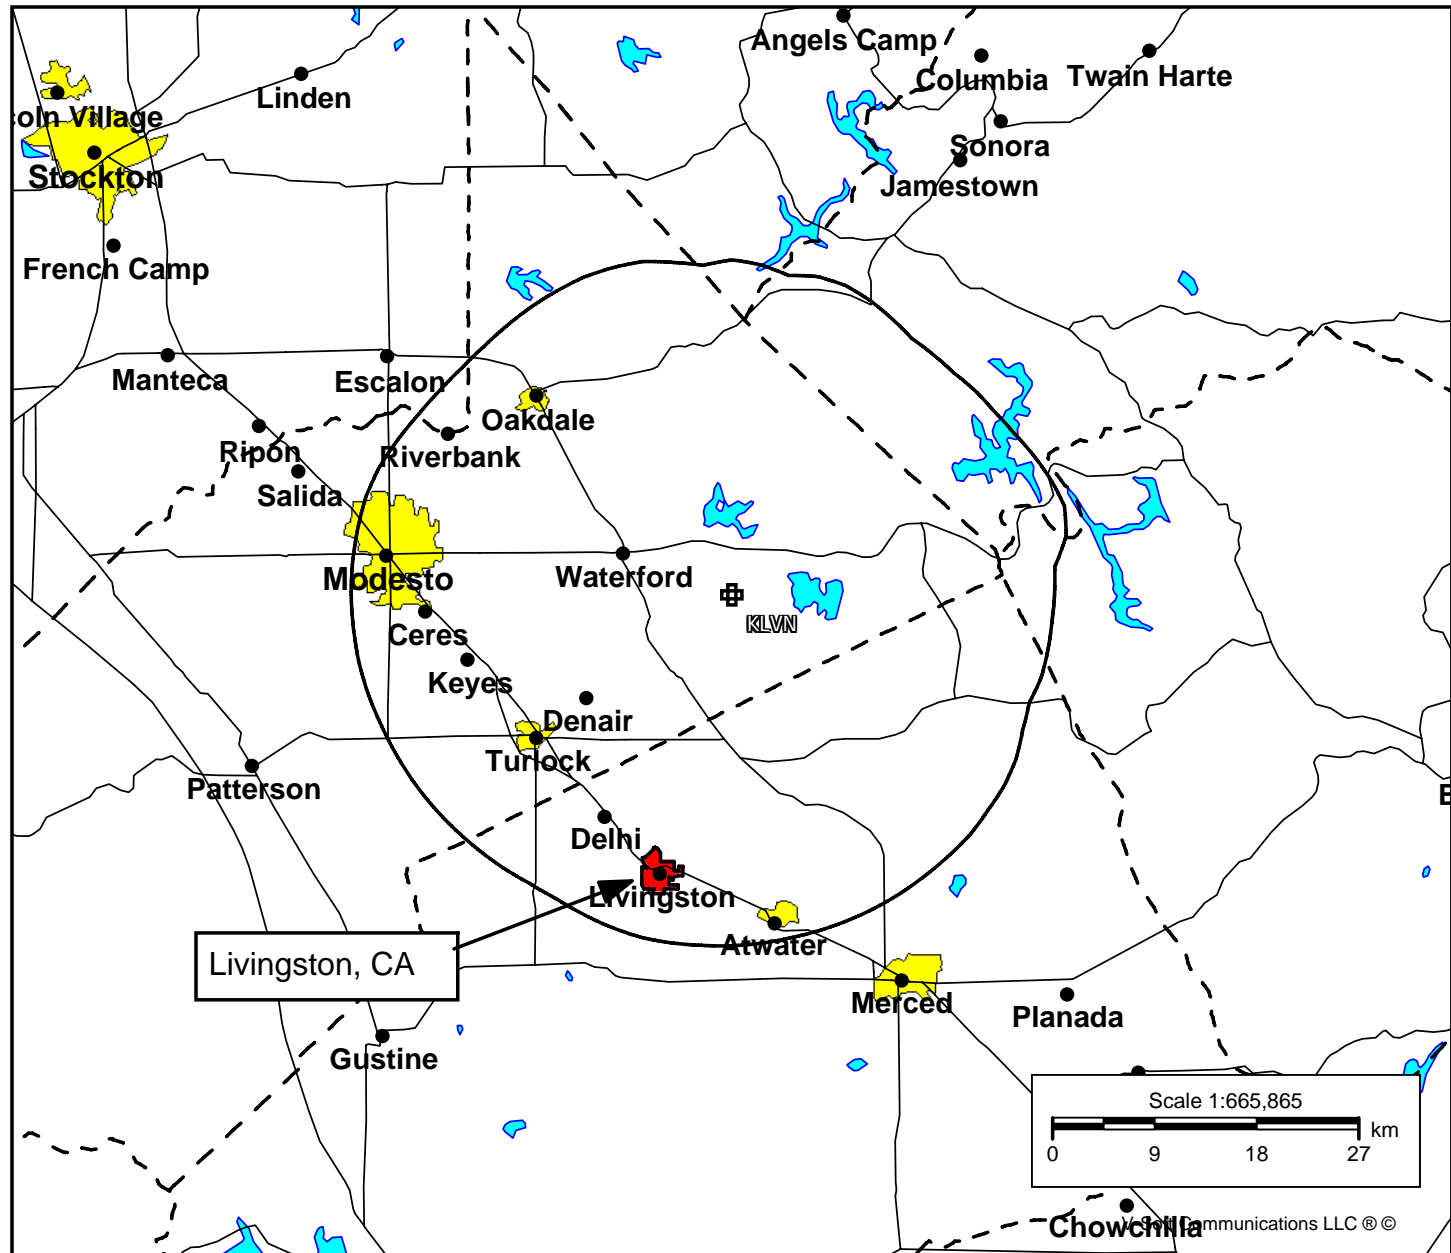 Angels Camp
Columbia
Twain Harte
Linden
coln Village
Sonora
Stockton
Jamestown
French Camp
Manteca
Escalon
Oakdale
Ripon
Riverbank
Salida
Modesto
Waterford
KLVN
Ceres
Keyes
Denair
Turlock
Patterson
Delhi
Livingston
Atwater
Livingston, CA
Merced
Planada
Gustine
Scale 1:665,865
km
0 9 18 27
Chowchilla
Communications LLC ® ©